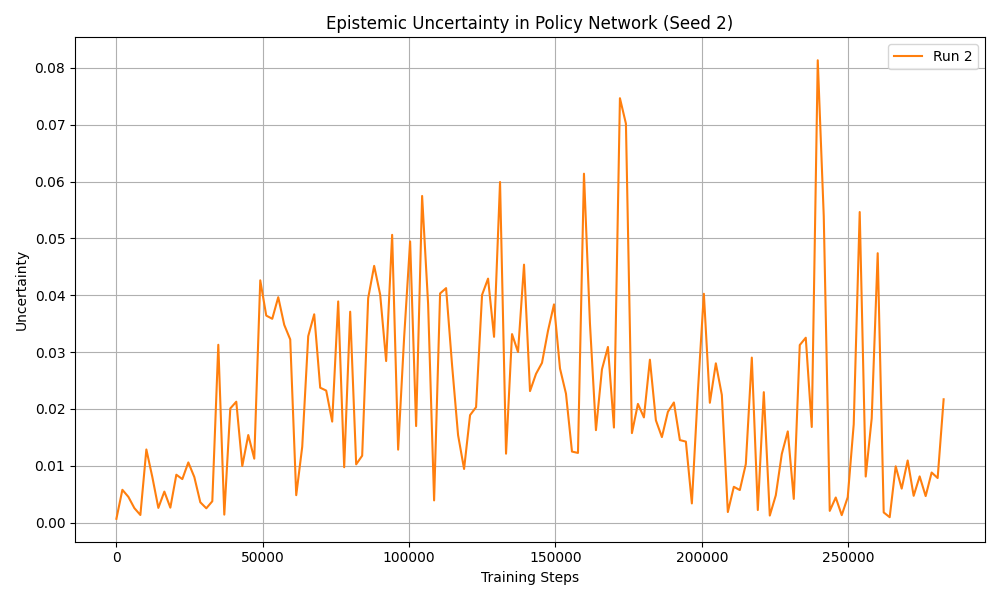 Epistemic Uncertainty in Policy Network (Seed 2)
Run 2
0.08
0.07
0.06
0.05
0.04
0.03
0.02
0.01
0.00
Uncertainty
0 50000 100000 150000 200000 250000
Training Steps